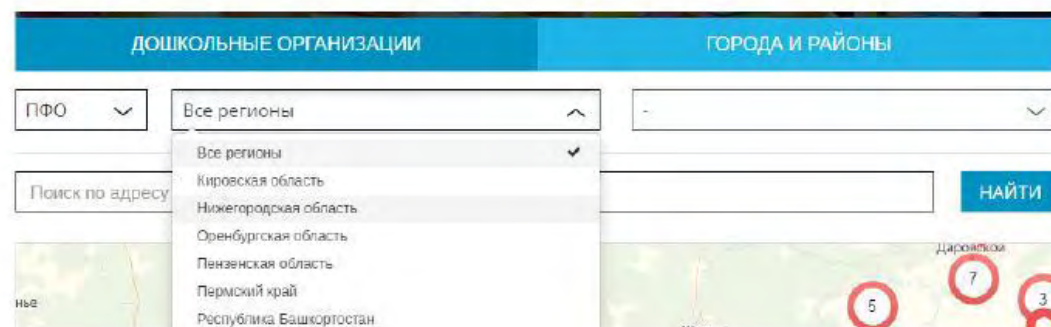 ДОШКОЛЬНЫЕ ОРГАНИЗАЦИИ ГОРОДА И РАЙОНЫ
ПФО Все регионы -
Все регионы
Кировская область
Поиск по адресу НАЙТИ
Нижегородская область
Оренбургская область
Пензенская область
Даровской
Пермский край
7
нье 5 3
Республика Башкортостан